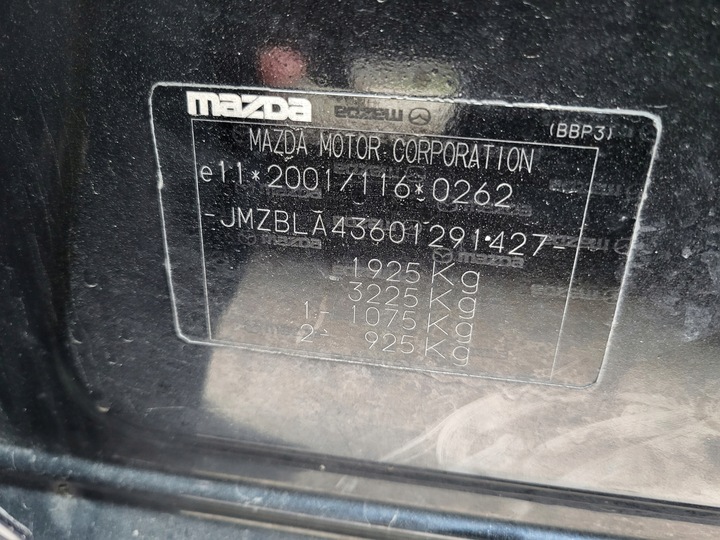 mazda
(BBP3)
MAZDA MOTOR CORPORATION
e11*2001/116*0262
-JMZBLA43601291427-
1925 Kg
3225 Kg
1- 1075 Kg
2- 925 Kg